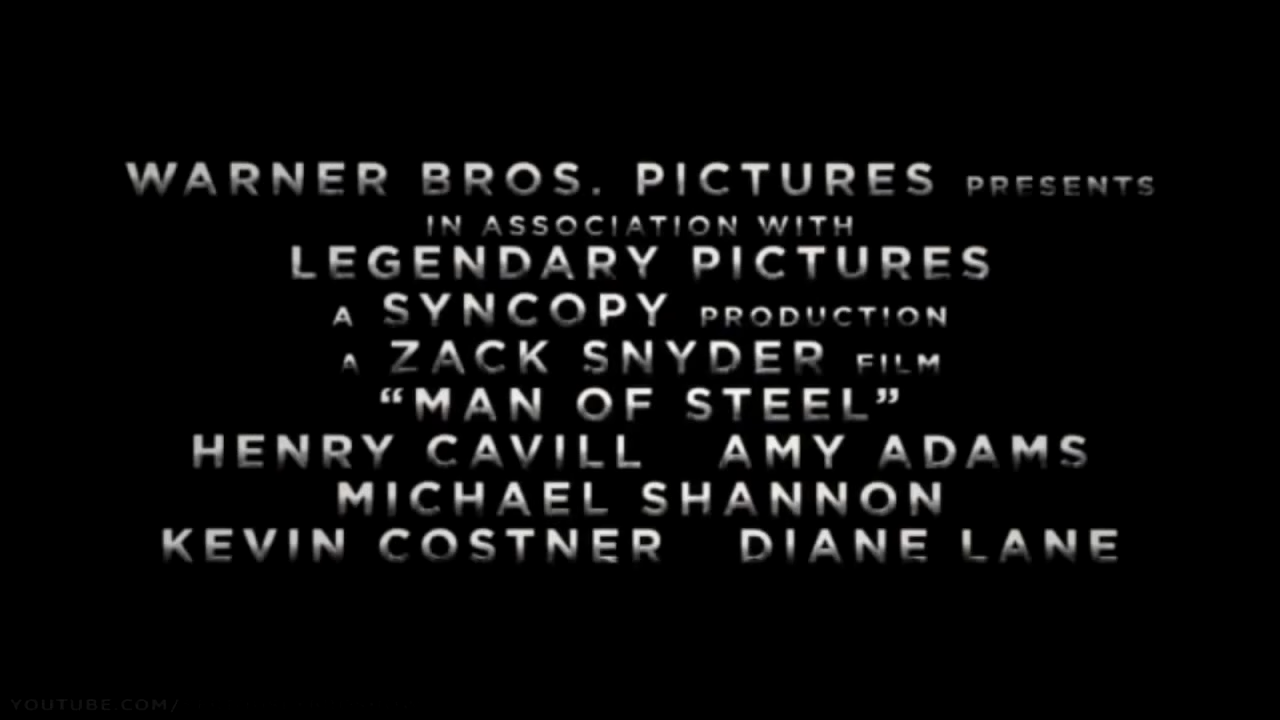 WARNER BROS. PICTURES PRESENTS
IN ASSOCIATION WITH
LEGENDARY PICTURES
A SYNCOPY PRODUCTION
A ZACK SNYDER FILM
“MAN OF STEEL”
HENRY CAVILL AMY ADAMS
MICHAEL SHANNON
KEVIN COSTNER DIANE LANE
YOUTUBE.COM/